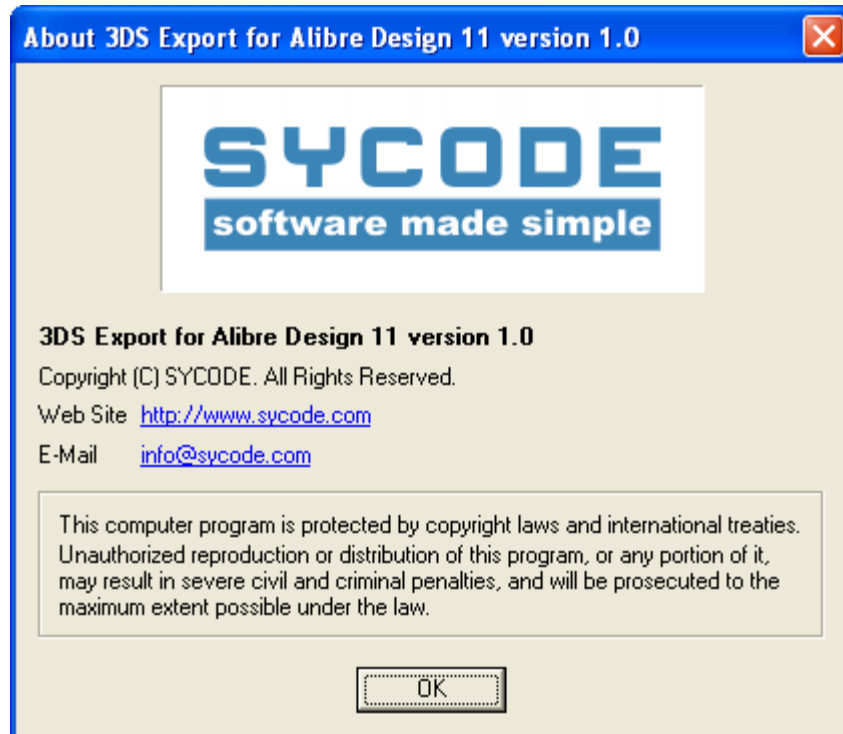 About 3DS Export for Alibre Design 11 version 1.0
SYCODE
software made simple
3DS Export for Alibre Design 11 version 1.0
Copyright (C) SYCODE. All Rights Reserved.
Web Site http://www.sycode.com
E-Mail info@sycode.com
This computer program is protected by copyright laws and international treaties.
Unauthorized reproduction or distribution of this program, or any portion of it,
may result in severe civil and criminal penalties, and will be prosecuted to the
maximum extent possible under the law.
OK